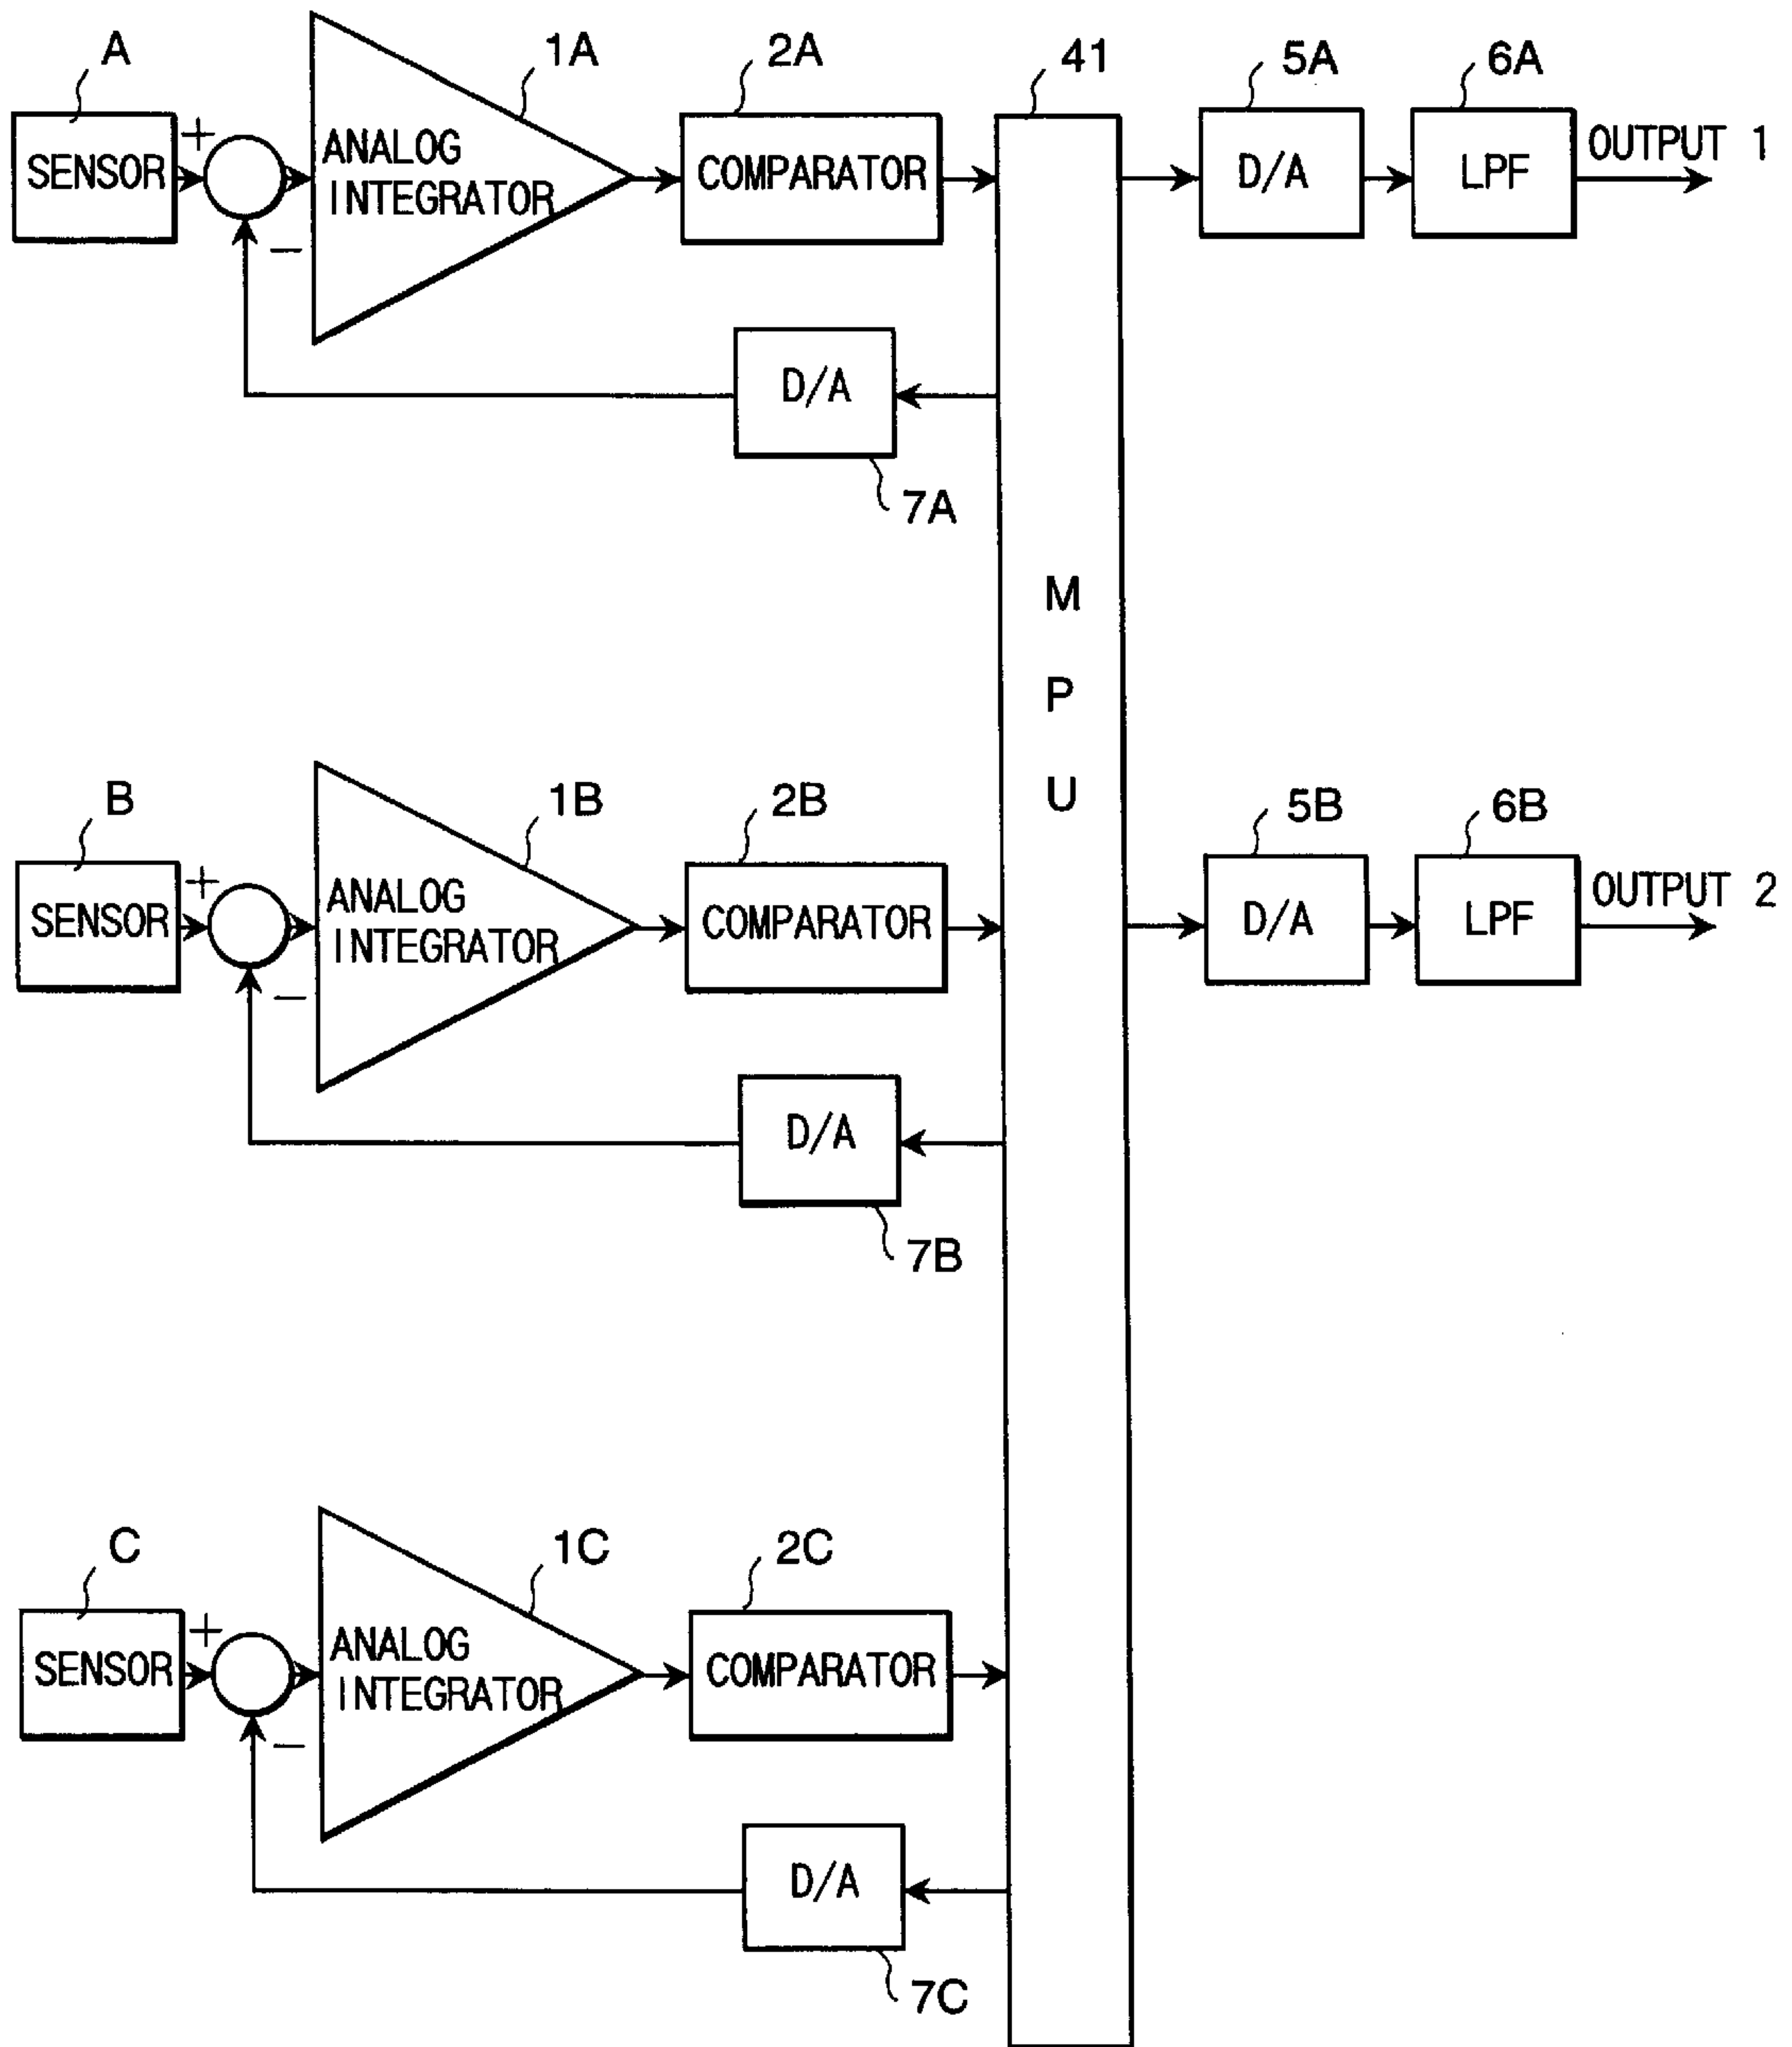 A
1A
2A
41
5A
6A
SENSOR
+
−
ANALOG
INTEGRATOR
COMPARATOR
D/A
LPF
OUTPUT 1
D/A
7A
M
P
U
B
1B
2B
5B
6B
SENSOR
+
−
ANALOG
INTEGRATOR
COMPARATOR
D/A
LPF
OUTPUT 2
D/A
7B
C
1C
2C
SENSOR
+
−
ANALOG
INTEGRATOR
COMPARATOR
D/A
7C